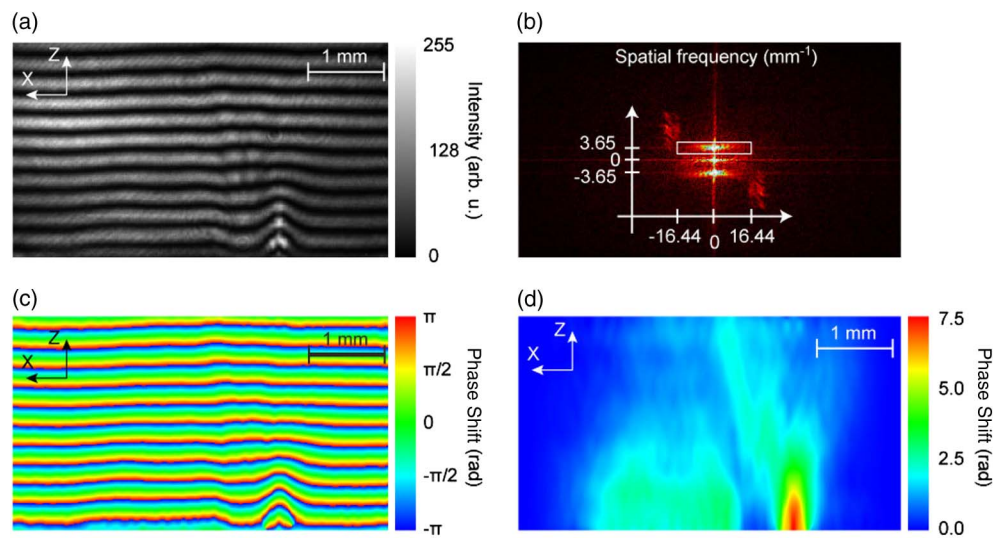 (a)
(b)
Z
X
1 mm
255
128
0
Intensity (arb. u.)
Spatial frequency (mm⁻¹)
3.65
0
-3.65
-16.44
0
16.44
(c)
(d)
Z
X
1 mm
π
π/2
0
-π/2
-π
Phase Shift (rad)
Z
X
1 mm
7.5
5.0
2.5
0.0
Phase Shift (rad)